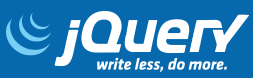 jQuery
write less, do more.